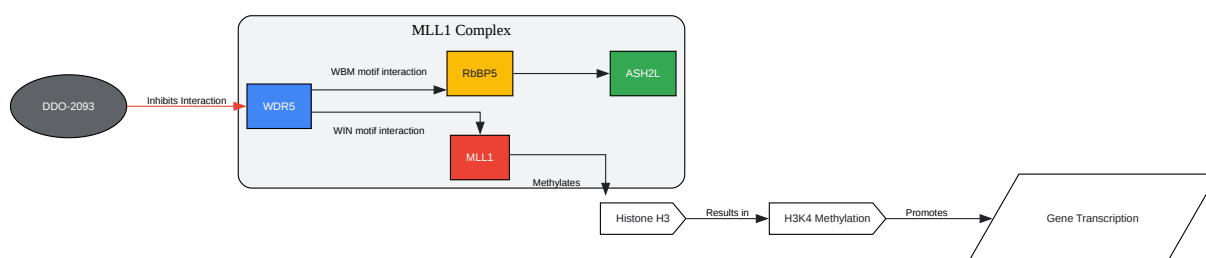 MLL1 Complex
WBM motif interaction
RbBP5
ASH2L
DDO-2093
Inhibits Interaction
WDR5
WIN motif interaction
MLL1
Methylates
Histone H3
Results in
H3K4 Methylation
Promotes
Gene Transcription